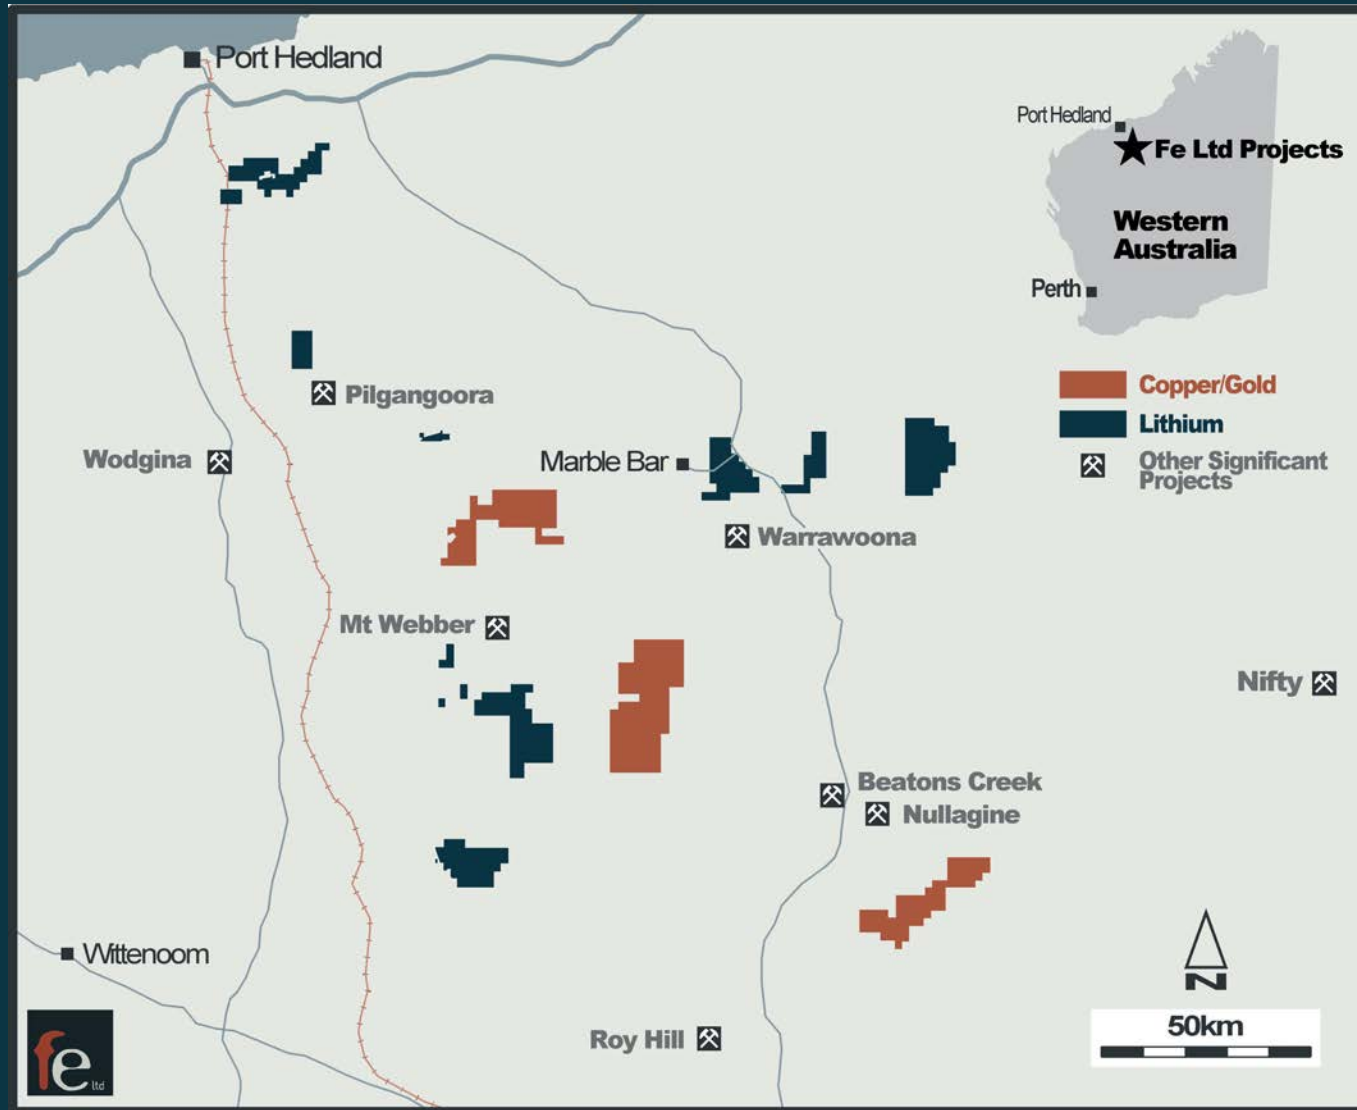 Port Hedland
Port Hedland
Fe Ltd Projects
Western
Australia
Perth
Copper/Gold
Lithium
Other Significant
Projects
Pilgangoora
Wodgina
Marble Bar
Warrawoona
Mt Webber
Nifty
Beatons Creek
Nullagine
Wittenoom
Roy Hill
N
50km
fe
ltd